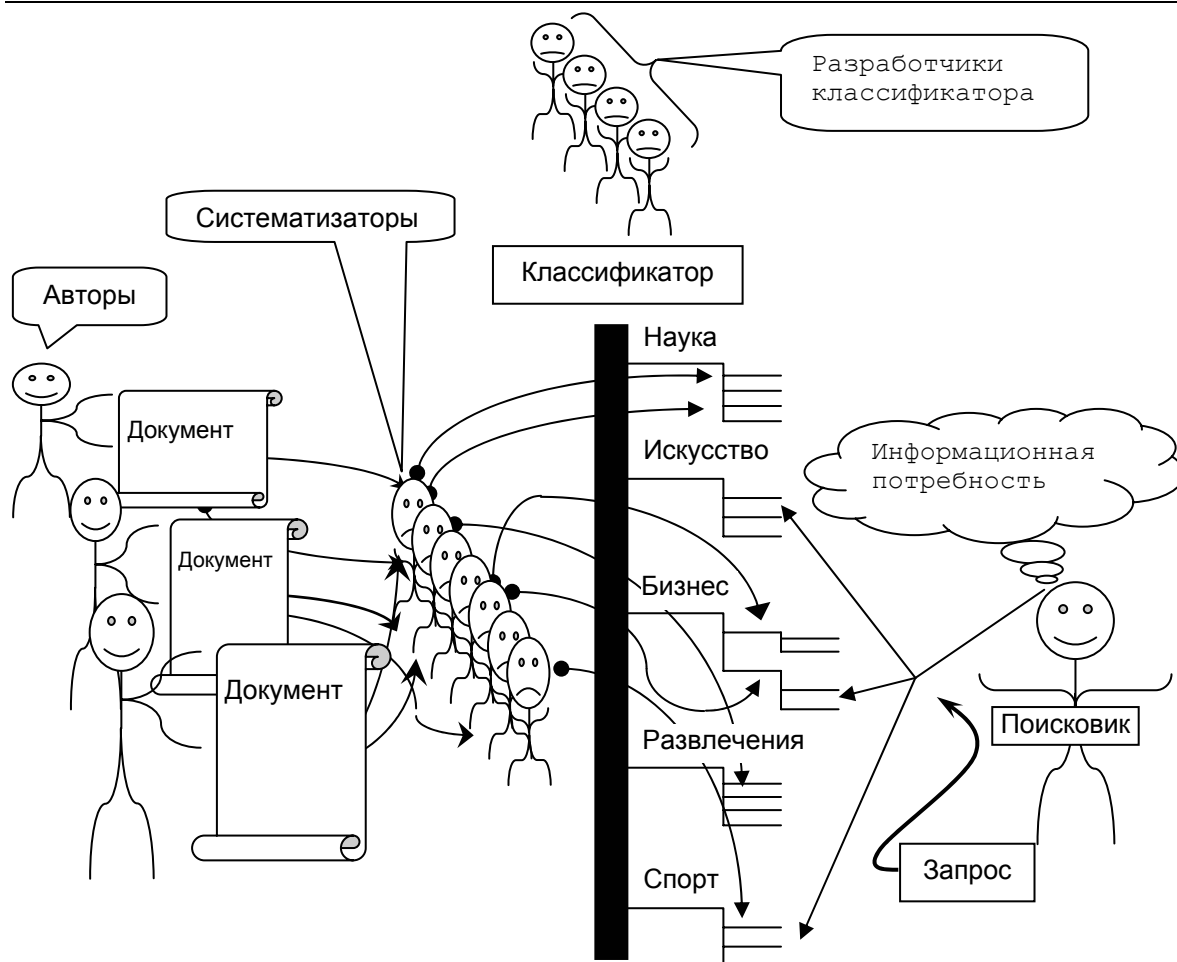 Разработчики
классификатора
Систематизаторы
Классификатор
Авторы
Наука
Документ
Искусство
Информационная
потребность
Документ
Бизнес
Документ
Развлечения
Поисковик
Спорт
Запрос